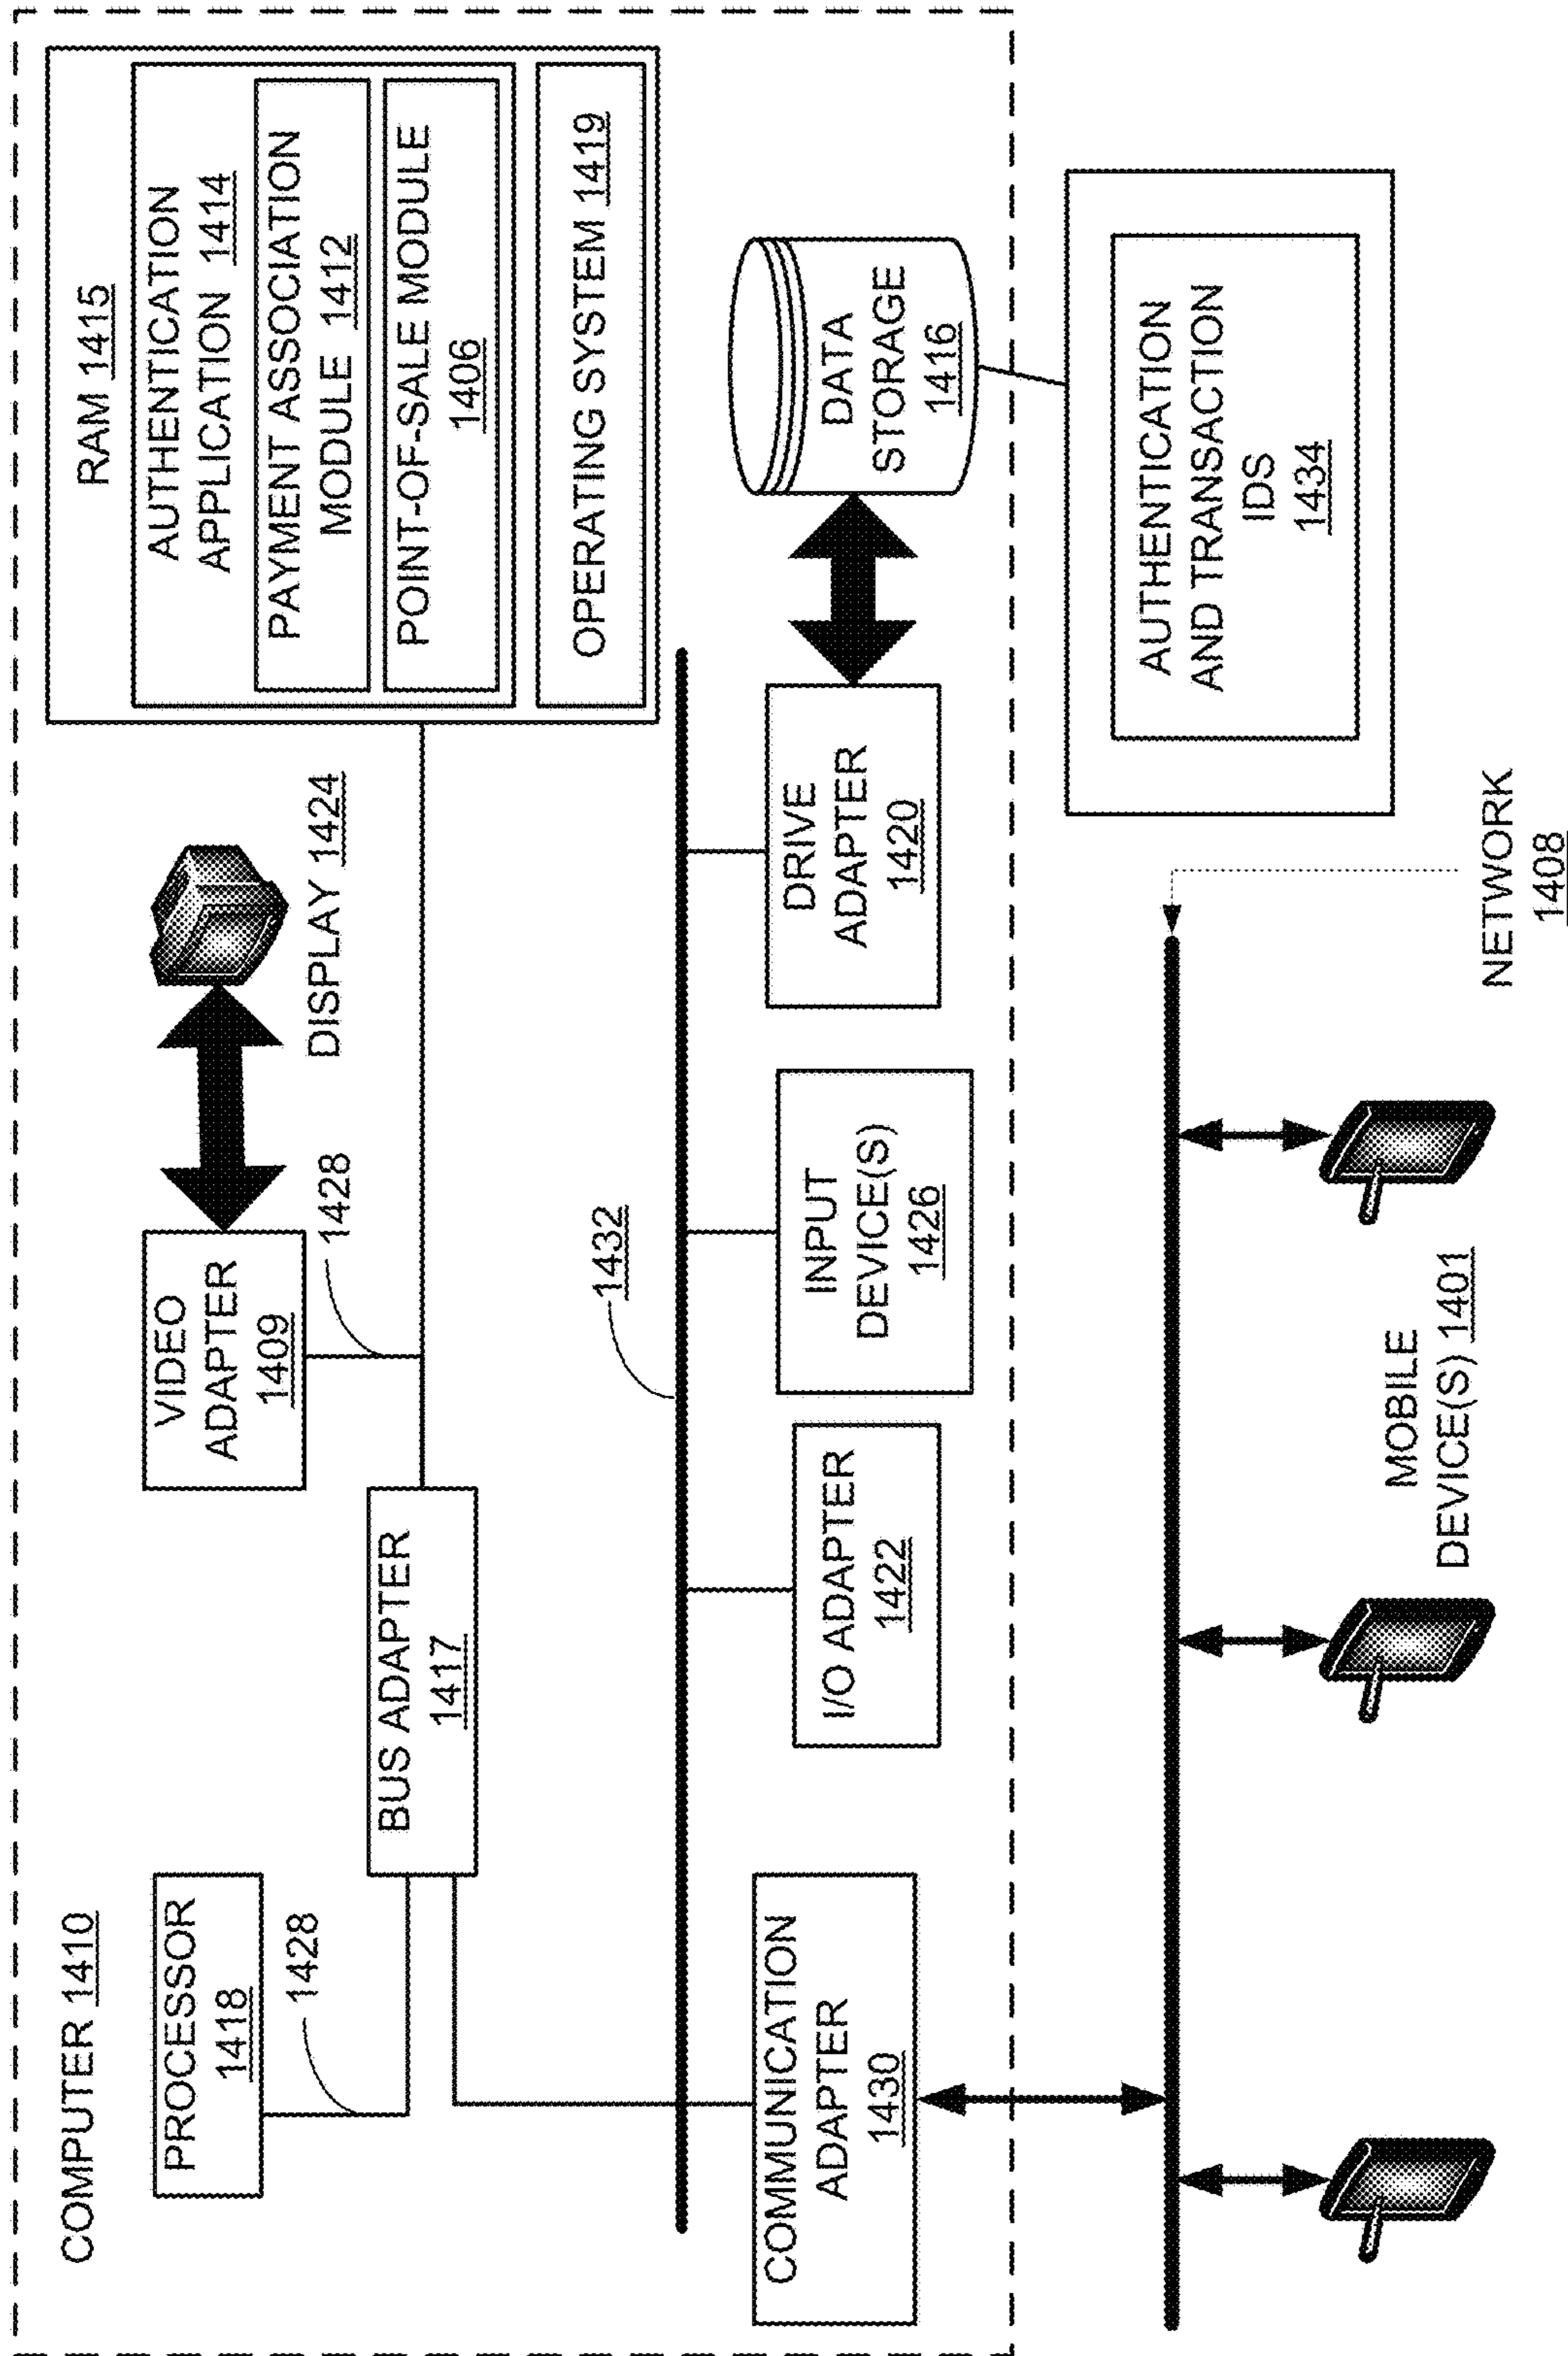 COMPUTER 1410
PROCESSOR
1418
1428
BUS ADAPTER
1417
VIDEO
ADAPTER
1409
1428
DISPLAY 1424
RAM 1415
AUTHENTICATION
APPLICATION 1414
PAYMENT ASSOCIATION
MODULE 1412
POINT-OF-SALE MODULE
1406
OPERATING SYSTEM 1419
1432
COMMUNICATION
ADAPTER
1430
I/O ADAPTER
1422
INPUT
DEVICE(S)
1426
DRIVE
ADAPTER
1420
DATA
STORAGE
1416
AUTHENTICATION
AND TRANSACTION
IDS
1434
NETWORK
1408
MOBILE
DEVICE(S) 1401